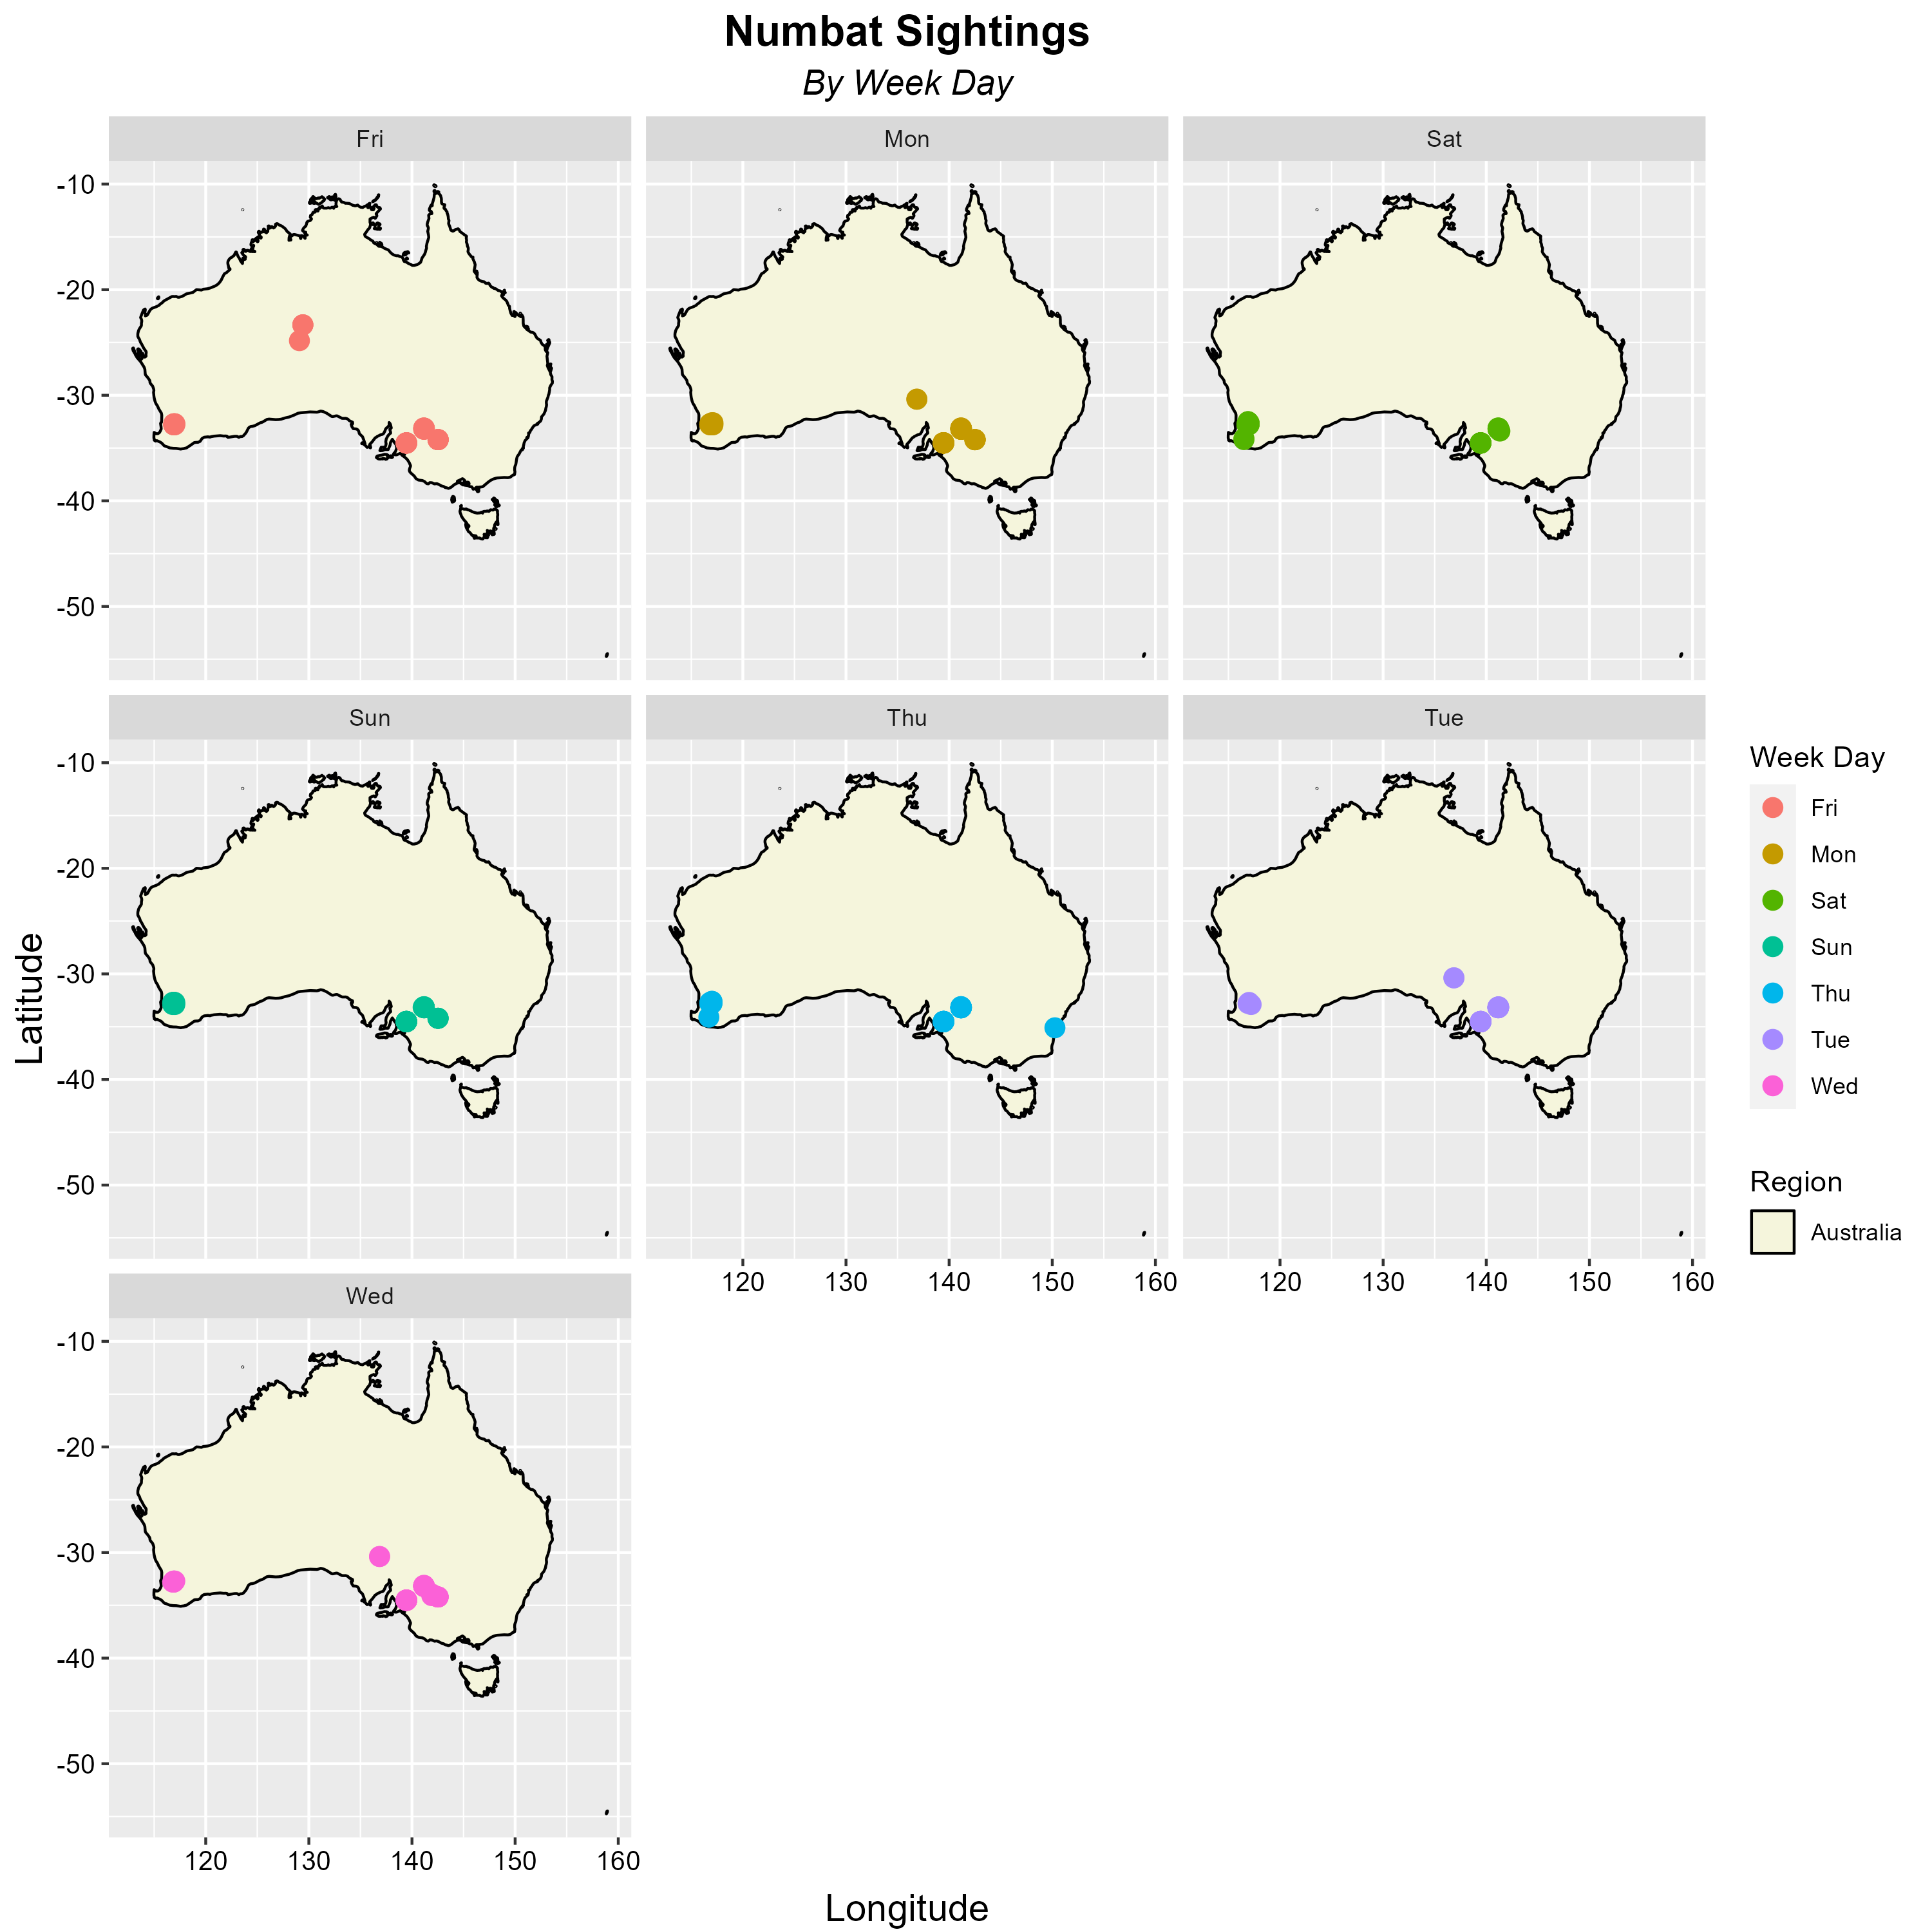 Numbat Sightings
By Week Day
Fri
Mon
Sat
-10
-20
-30
-40
-50
Sun
Thu
Tue
-10
-20
-30
-40
-50
120
130
140
150
160
120
130
140
150
160
Wed
-10
-20
-30
-40
-50
120
130
140
150
160
Latitude
Longitude
Week Day
Fri
Mon
Sat
Sun
Thu
Tue
Wed
Region
Australia